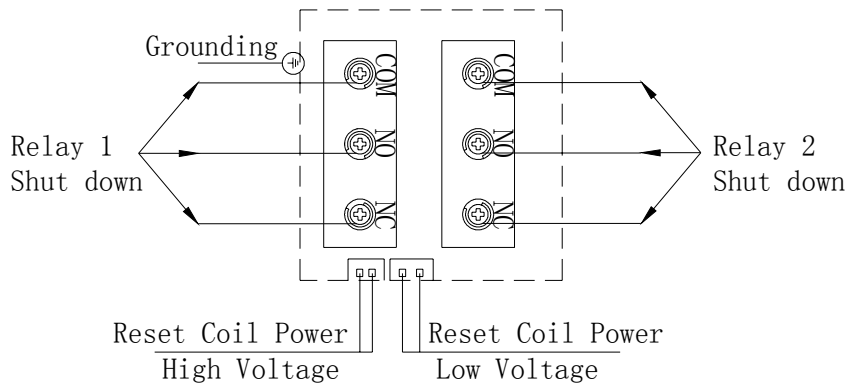 Grounding
COM
NO
NC
COM
NO
NC
Relay 1
Shut down
Relay 2
Shut down
Reset Coil Power
High Voltage
Reset Coil Power
Low Voltage